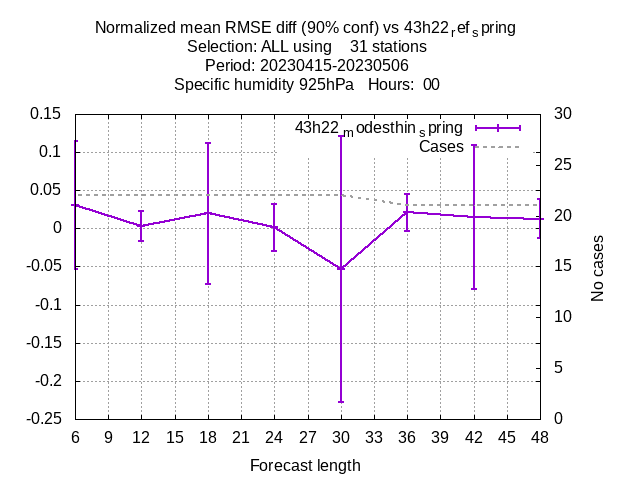 Normalized mean RMSE diff (90% conf) vs 43h22refspring
Selection: ALL using 31 stations
Period: 20230415-20230506
Specific humidity 925hPa Hours: 00
43h22modesthinspring
Cases
0.15
0.1
0.05
0
-0.05
-0.1
-0.15
-0.2
-0.25
30
25
20
15
10
5
0
No cases
6 9 12 15 18 21 24 27 30 33 36 39 42 45 48
Forecast length